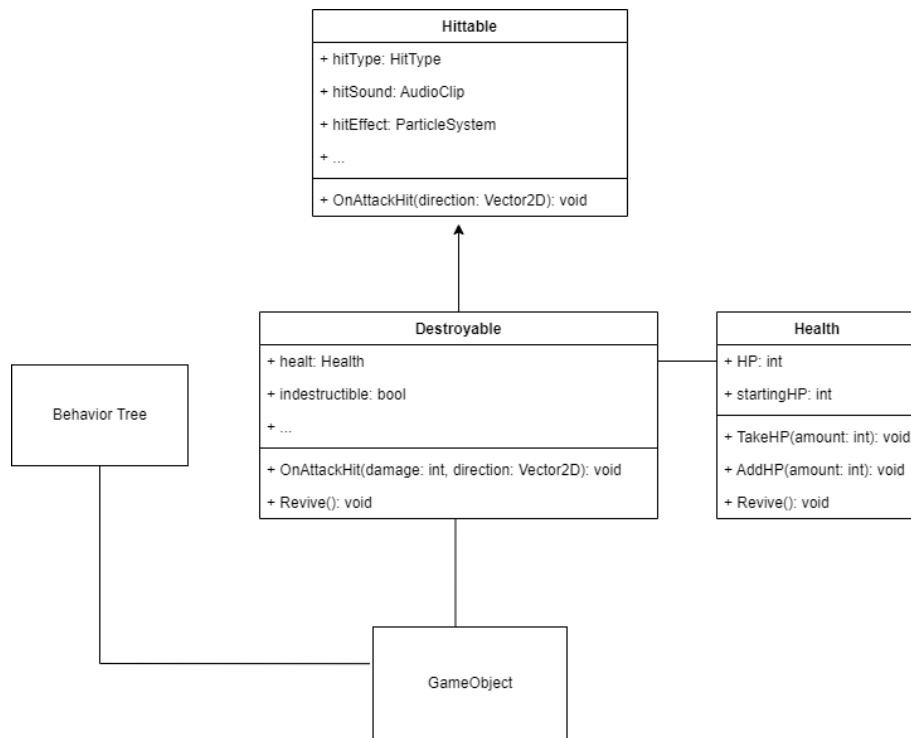 Hittable
+ hitType: HitType
+ hitSound: AudioClip
+ hitEffect: ParticleSystem
+ ...
+ OnAttackHit(direction: Vector2D): void
Destroyable
+ healt: Health
+ indestructible: bool
+ ...
+ OnAttackHit(damage: int, direction: Vector2D): void
+ Revive(): void
Health
+ HP: int
+ startingHP: int
+ TakeHP(amount: int): void
+ AddHP(amount: int): void
+ Revive(): void
Behavior Tree
GameObject